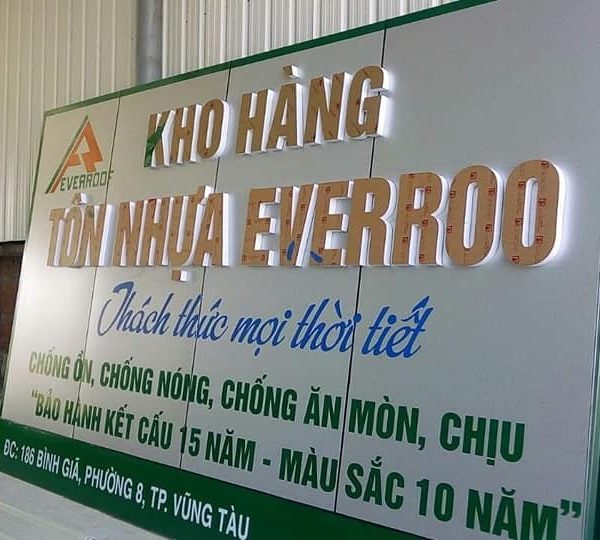 EVERROOF
KHO HÀNG
TÔN NHỰA EVERROO
Thách thức mọi thời tiết
CHỐNG ỒN, CHỐNG NÓNG, CHỐNG ĂN MÒN, CHỊU
"BẢO HÀNH KẾT CẤU 15 NĂM - MÀU SẮC 10 NĂM"
ĐC: 186 BÌNH GIÃ, PHƯỜNG 8, TP. VŨNG TÀU